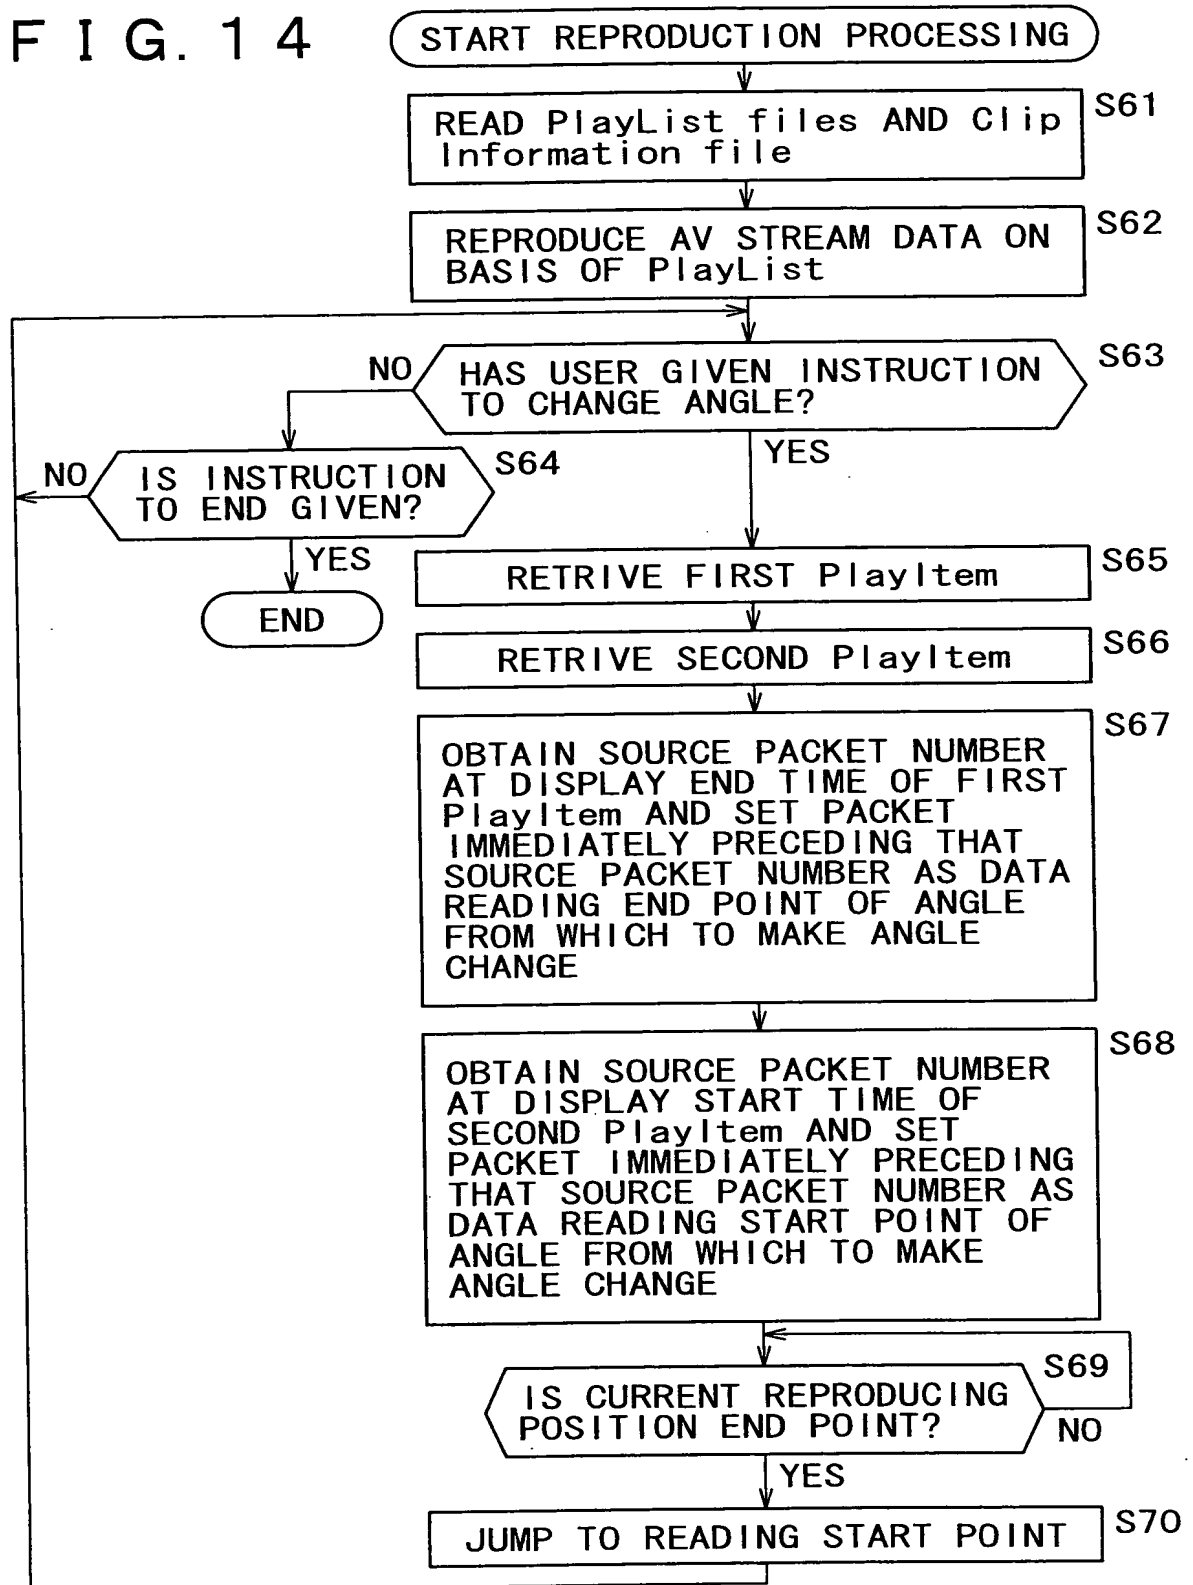 FIG. 14
START REPRODUCTION PROCESSING
S61
READ PlayList files AND Clip
Information file
S62
REPRODUCE AV STREAM DATA ON
BASIS OF PlayList
S63
HAS USER GIVEN INSTRUCTION
TO CHANGE ANGLE?
NO
YES
S64
IS INSTRUCTION
TO END GIVEN?
NO
YES
END
S65
RETRIVE FIRST PlayItem
S66
RETRIVE SECOND PlayItem
S67
OBTAIN SOURCE PACKET NUMBER
AT DISPLAY END TIME OF FIRST
PlayItem AND SET PACKET
IMMEDIATELY PRECEDING THAT
SOURCE PACKET NUMBER AS DATA
READING END POINT OF ANGLE
FROM WHICH TO MAKE ANGLE
CHANGE
S68
OBTAIN SOURCE PACKET NUMBER
AT DISPLAY START TIME OF
SECOND PlayItem AND SET
PACKET IMMEDIATELY PRECEDING
THAT SOURCE PACKET NUMBER AS
DATA READING START POINT OF
ANGLE FROM WHICH TO MAKE
ANGLE CHANGE
S69
IS CURRENT REPRODUCING
POSITION END POINT?
NO
YES
S70
JUMP TO READING START POINT